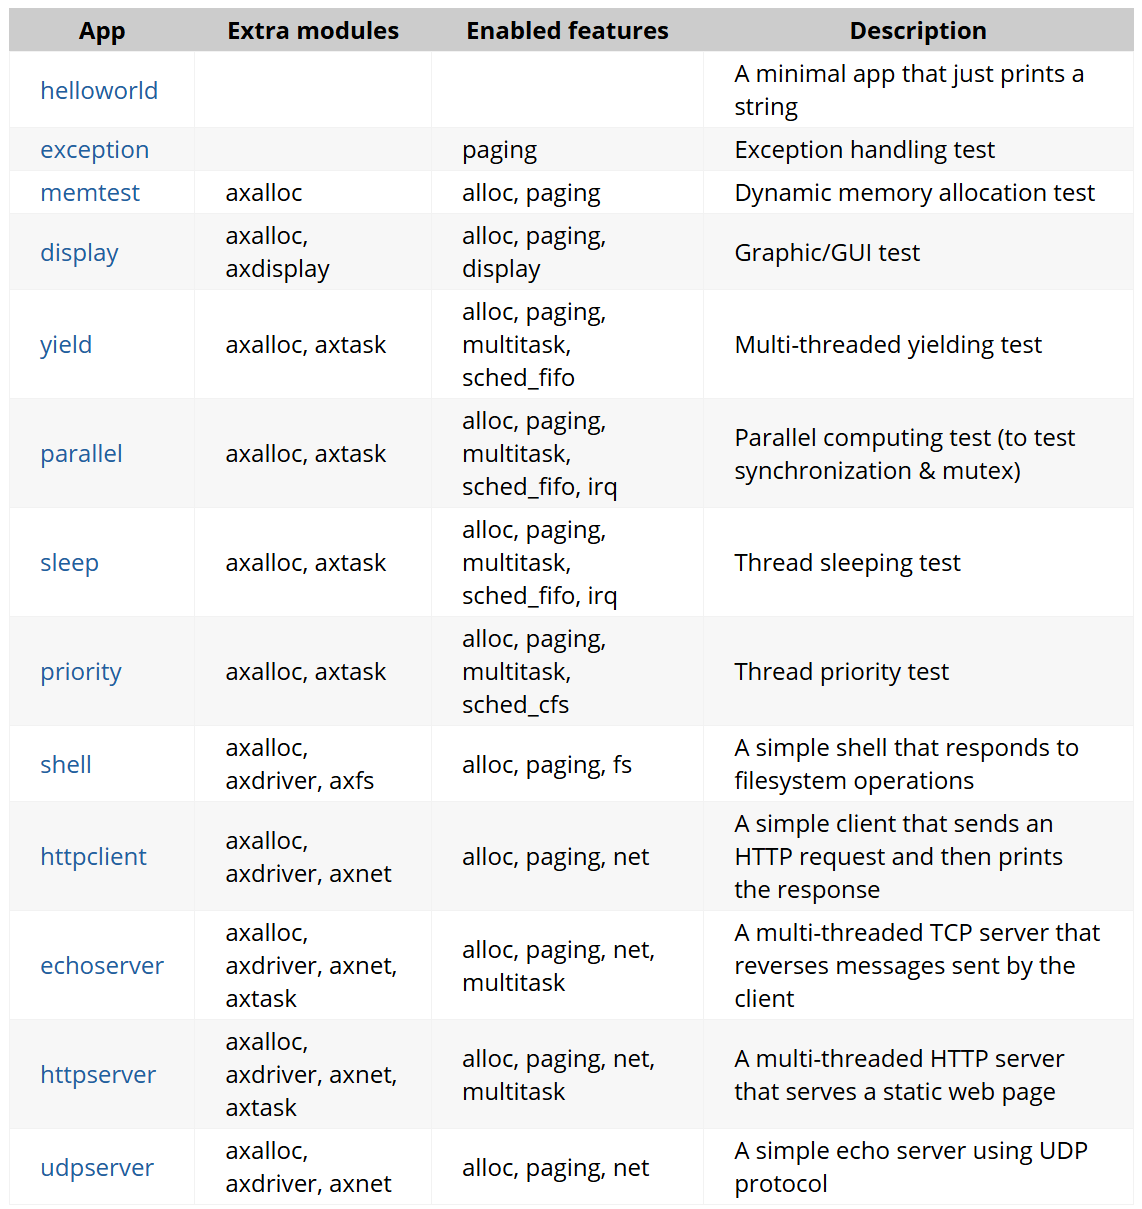 App Extra modules Enabled features Description
helloworld A minimal app that just prints a
string
exception paging Exception handling test
memtest axalloc alloc, paging Dynamic memory allocation test
display axalloc,
axdisplay alloc, paging,
display Graphic/GUI test
yield axalloc, axtask alloc, paging,
multitask,
sched_fifo Multi-threaded yielding test
parallel axalloc, axtask alloc, paging,
multitask,
sched_fifo, irq Parallel computing test (to test
synchronization & mutex)
sleep axalloc, axtask alloc, paging,
multitask,
sched_fifo, irq Thread sleeping test
priority axalloc, axtask alloc, paging,
multitask,
sched_cfs Thread priority test
shell axalloc,
axdriver, axfs alloc, paging, fs A simple shell that responds to
filesystem operations
httpclient axalloc,
axdriver, axnet alloc, paging, net A simple client that sends an
HTTP request and then prints
the response
echoserver axalloc,
axdriver, axnet,
axtask alloc, paging, net,
multitask A multi-threaded TCP server that
reverses messages sent by the
client
httpserver axalloc,
axdriver, axnet,
axtask alloc, paging, net,
multitask A multi-threaded HTTP server
that serves a static web page
udpserver axalloc,
axdriver, axnet alloc, paging, net A simple echo server using UDP
protocol